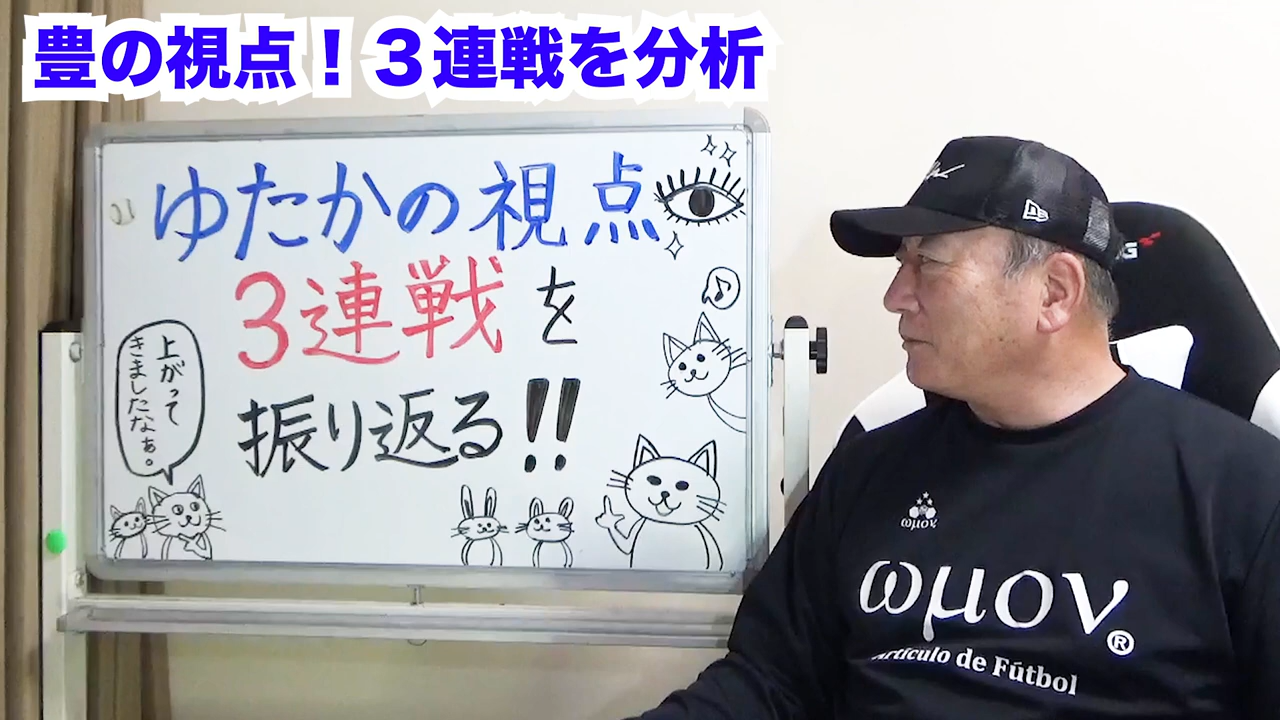 豊の視点！３連戦を分析
ゆたかの視点
3連戦を
振り返る!!
上がって
きましたなぁ。
ωμον
ωμον®
Artículo de Fútbol